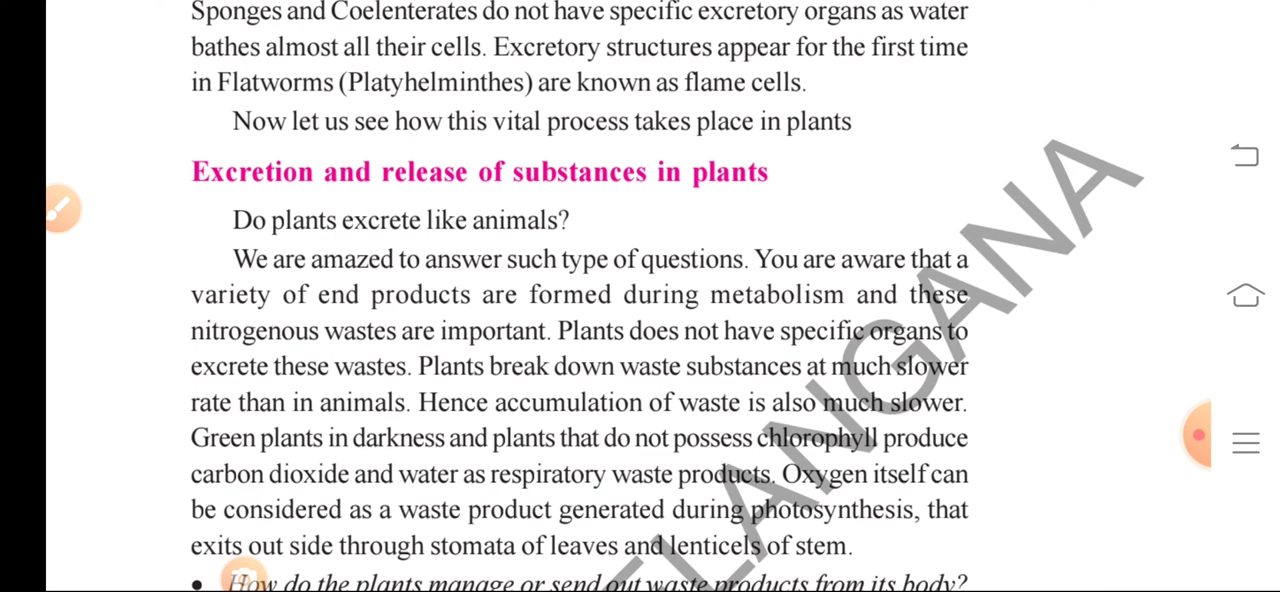 Sponges and Coelenterates do not have specific excretory organs as water
bathes almost all their cells. Excretory structures appear for the first time
in Flatworms (Platyhelminthes) are known as flame cells.
Now let us see how this vital process takes place in plants
Excretion and release of substances in plants
Do plants excrete like animals?
We are amazed to answer such type of questions. You are aware that a
variety of end products are formed during metabolism and these
nitrogenous wastes are important. Plants does not have specific organs to
excrete these wastes. Plants break down waste substances at much slower
rate than in animals. Hence accumulation of waste is also much slower.
Green plants in darkness and plants that do not possess chlorophyll produce
carbon dioxide and water as respiratory waste products. Oxygen itself can
be considered as a waste product generated during photosynthesis, that
exits out side through stomata of leaves and lenticels of stem.
• How do the plants manage or send out waste products from its body?
ELANGANA